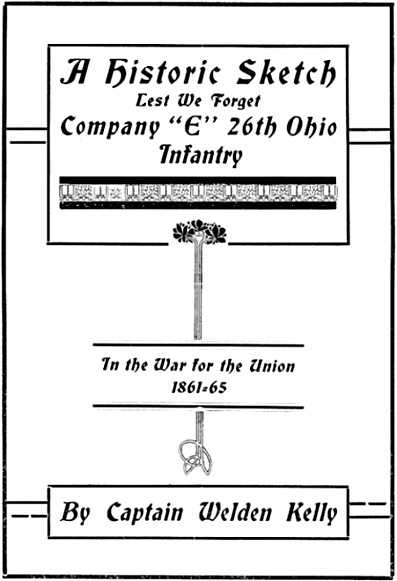 A Historic Sketch
Lest We Forget
Company "E" 26th Ohio
Infantry
In the War for the Union
1861-65
By Captain Welden Kelly